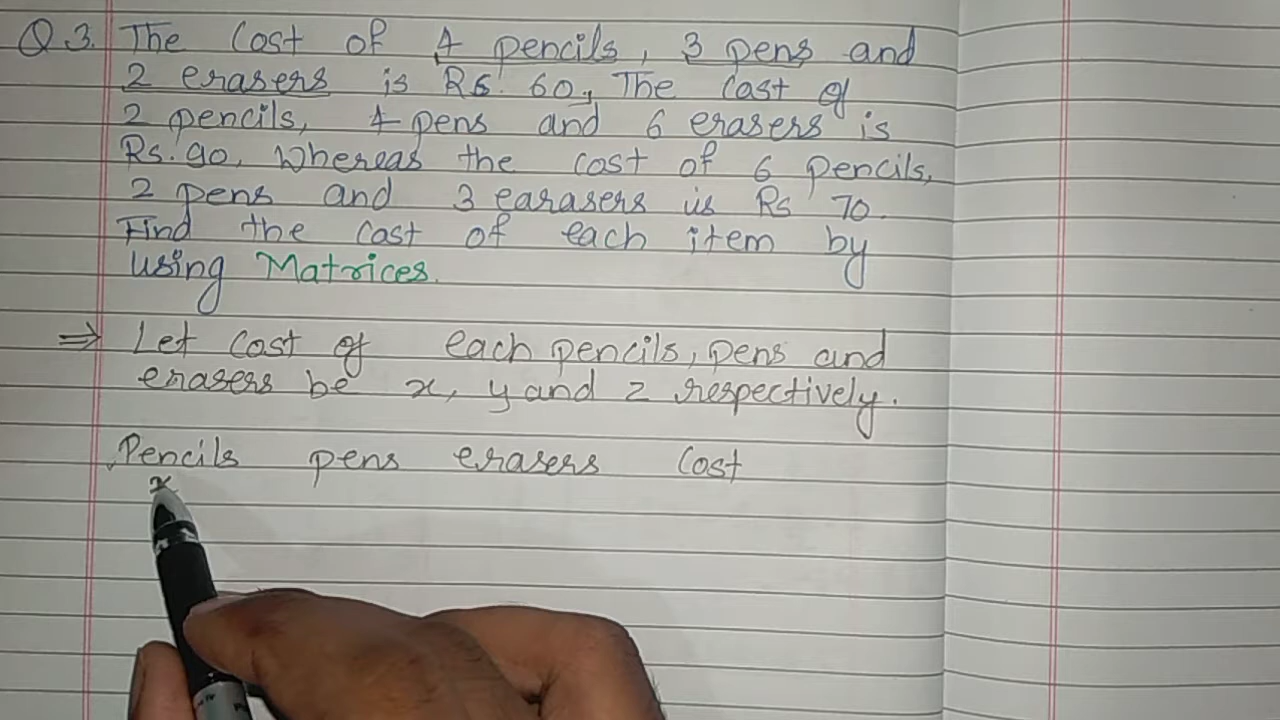 Q 3. The Cost of 4 pencils, 3 pens and
2 erasers is Rs. 60, The Cost of
2 pencils, 4 pens and 6 erasers is
Rs. 90, Whereas the cost of 6 pencils,
2 pens and 3 earasers is Rs 70.
Find the cost of each item by
using Matrices.
⇒ Let Cost of each pencils, pens and
erasers be x, y and z respectively.
Pencils pens erasers Cost
x